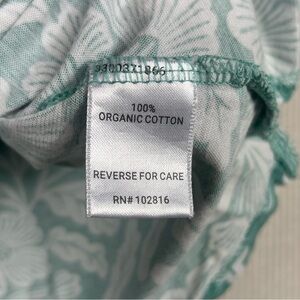 100%
ORGANIC COTTON
REVERSE FOR CARE
RN# 102816